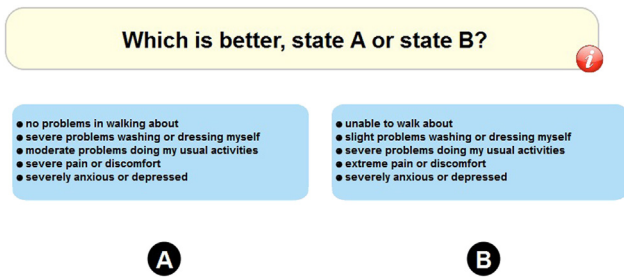 Which is better, state A or state B?
i
● no problems in walking about
● severe problems washing or dressing myself
● moderate problems doing my usual activities
● severe pain or discomfort
● severely anxious or depressed
● unable to walk about
● slight problems washing or dressing myself
● severe problems doing my usual activities
● extreme pain or discomfort
● severely anxious or depressed
A
B